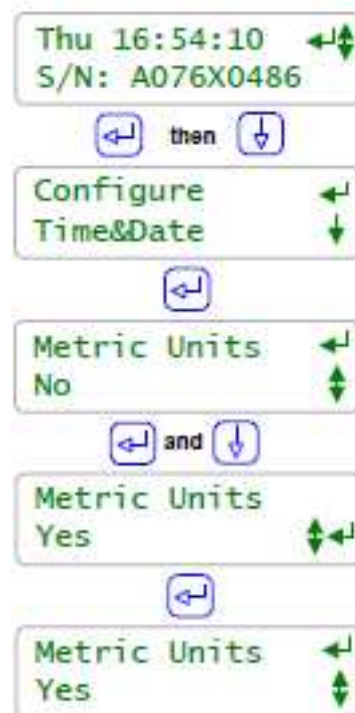 Thu 16:54:10
S/N: A076X0486
then
Configure
Time&Date
Metric Units
No
and
Metric Units
Yes
Metric Units
Yes